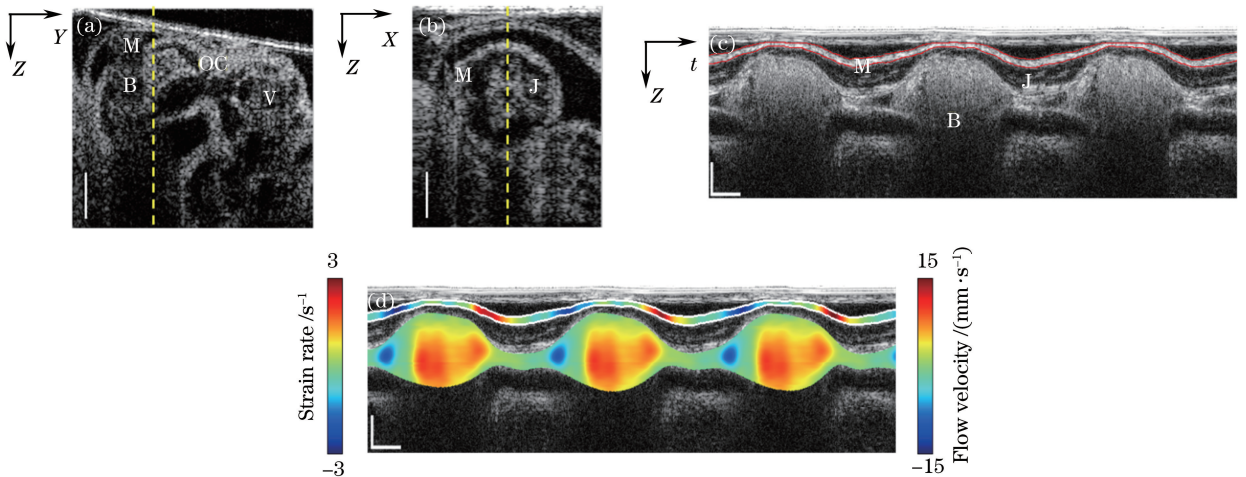 (a)
Y
Z
M
B
OC
V
(b)
X
Z
M
J
(c)
t
Z
M
J
B
3
Strain rate /s⁻¹
−3
(d)
15
Flow velocity /(mm·s⁻¹)
−15